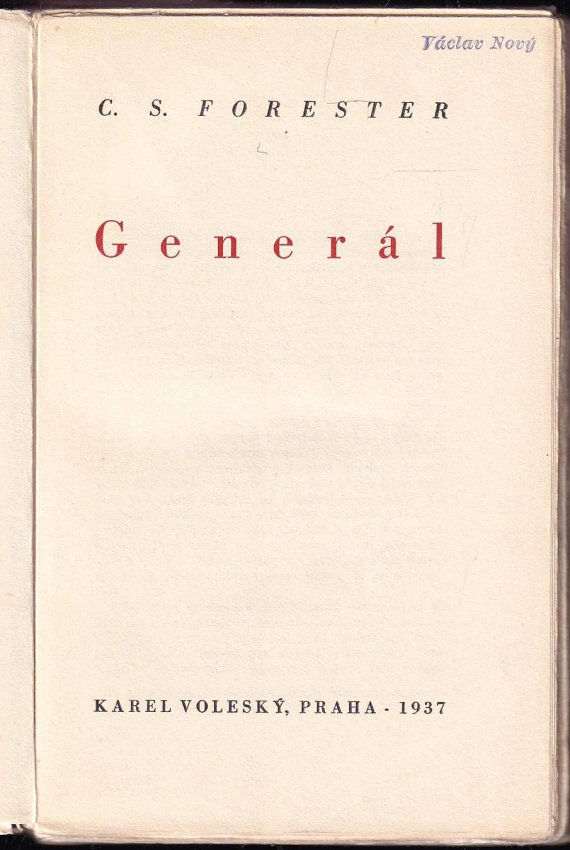 Václav Nový
C. S. FORESTER
Generál
KAREL VOLESKÝ, PRAHA - 1937